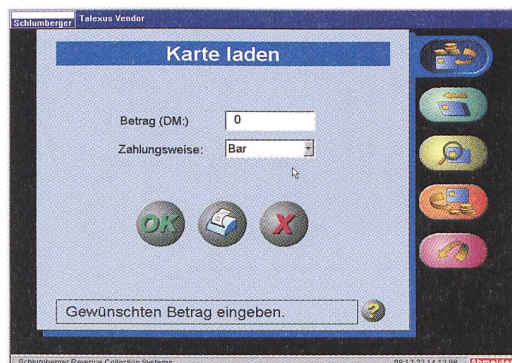 Schlumberger Talexus Vendor
Karte laden
Betrag (DM:) 0
Zahlungsweise: Bar
OK X
Gewünschten Betrag eingeben.
?
Schlumberger Revenue Collection Systems
Abmelden